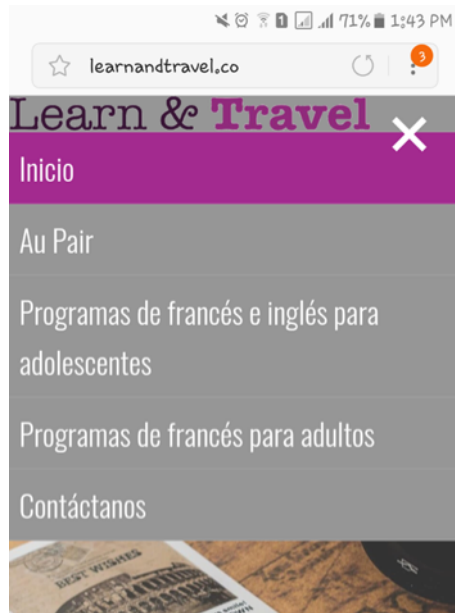 1 71% 1:43 PM
learnandtravel.co
3
Learn & Travel
Inicio
Au Pair
Programas de francés e inglés para
adolescentes
Programas de francés para adultos
Contáctanos
BEST WISHES